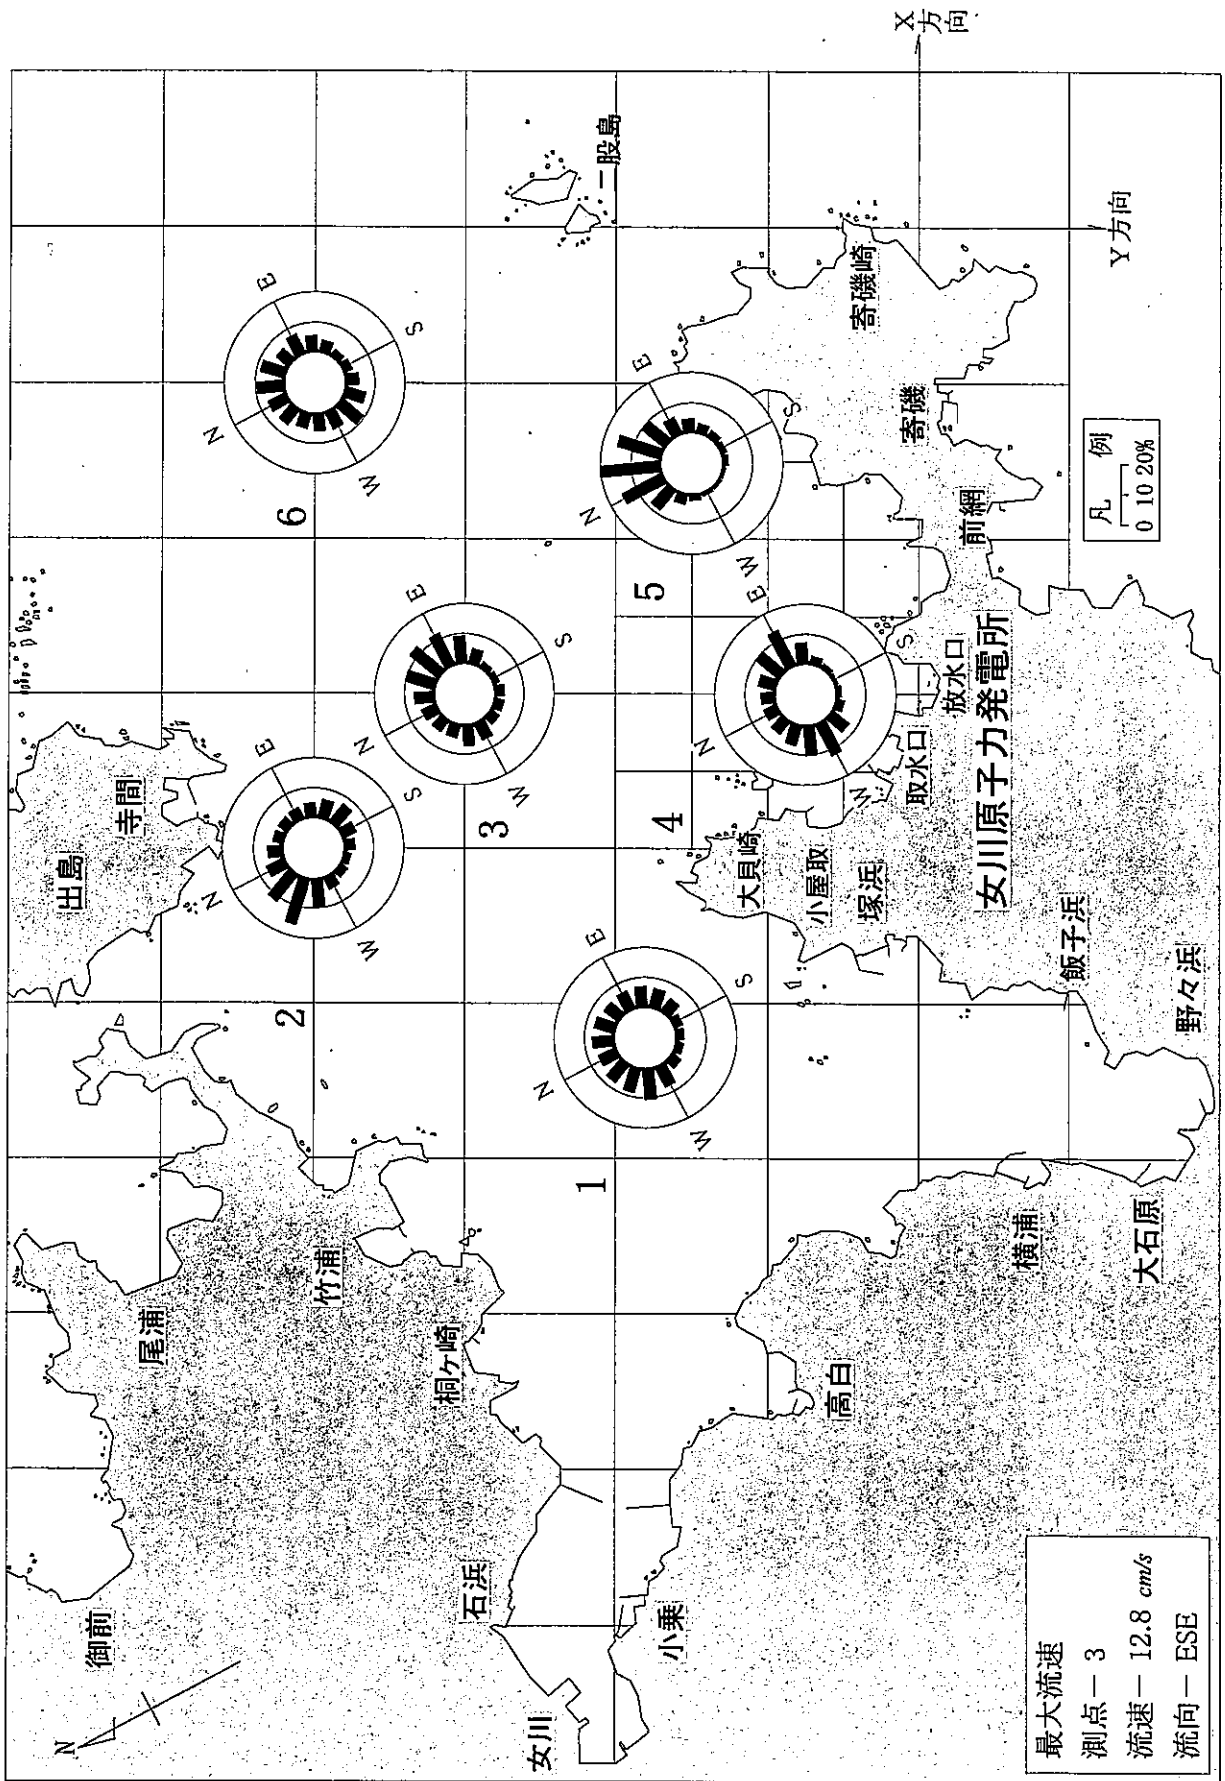 X方向
Y方向
二股島
寄磯崎
寄磯
前網
凡 例
0 10 20%
出島
寺間
N
E
S
W
6
N
E
S
W
5
N
E
S
W
3
N
E
S
W
4
N
E
S
W
2
N
E
S
W
1
放水口
取水口
女川原子力発電所
大貝崎
小屋取
塚浜
飯子浜
野々浜
尾浦
竹浦
桐ヶ崎
横浦
大石原
高白
御前
石浜
小乗
女川
N
最大流速
測点－3
流速－12.8 cm/s
流向－ESE